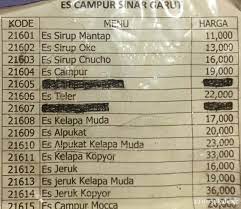 ES CAMPUR SINAR GARUT
KODE MENU HARGA
21601 Es Sirup Mantap 11,000
21602 Es Sirup Oke 13,000
21603 Es Sirup Chucho 16,000
21604 Es Campur 19,000
21605
21606 Es Teler 22,000
21607
21608 Es Kelapa Muda 17,000
21609 Es Alpukat 20,000
21610 Es Alpukat Kelapa Muda 23,000
21611 Es Kelapa Kopyor 33,000
21612 Es Jeruk 16,000
21613 Es Jeruk Kelapa Muda 19,000
21614 Es Jeruk Kopyor 36,000
21615 Es Campur Mocca 20,000